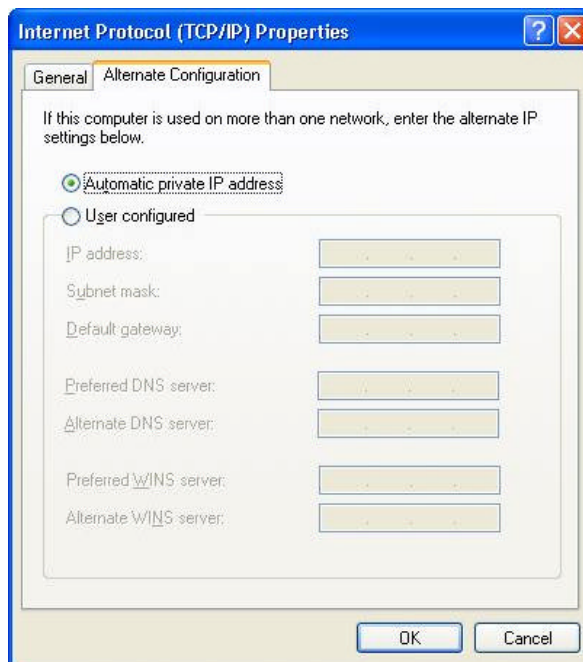 Internet Protocol (TCP/IP) Properties
General
Alternate Configuration
If this computer is used on more than one network, enter the alternate IP
settings below.
Automatic private IP address
User configured
IP address:
Subnet mask:
Default gateway:
Preferred DNS server:
Alternate DNS server:
Preferred WINS server:
Alternate WINS server:
OK
Cancel